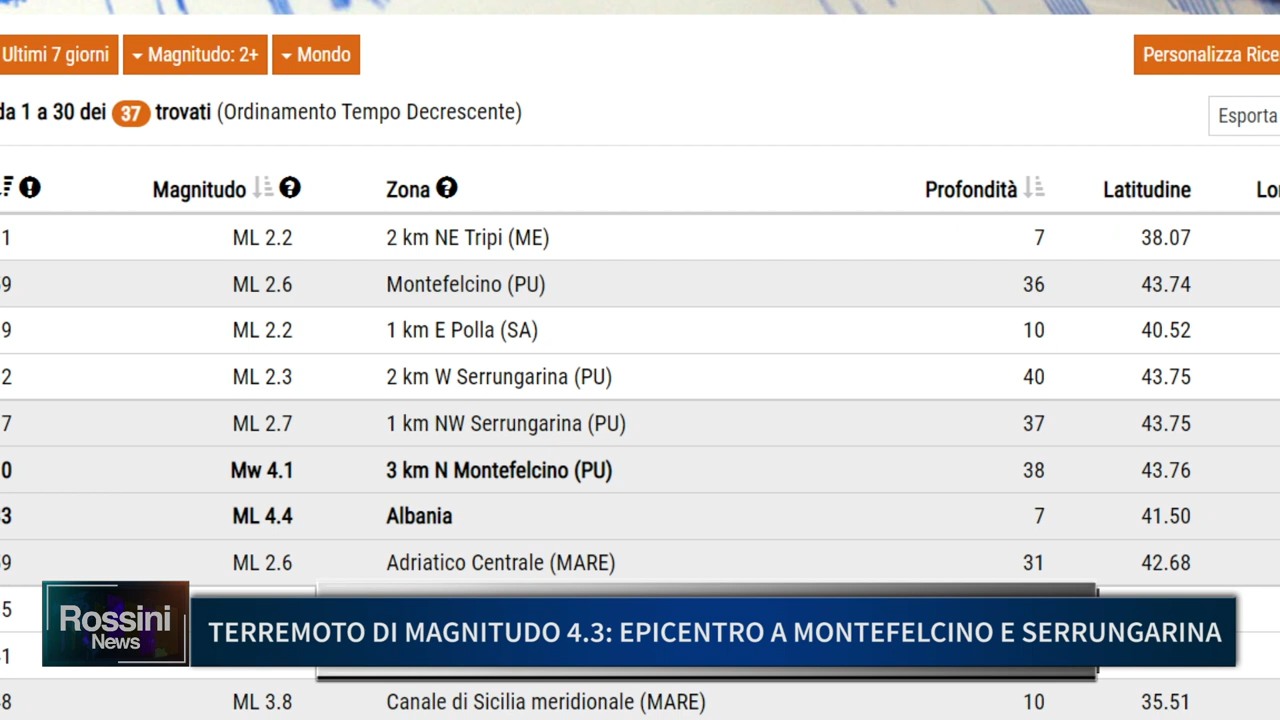 Ultimi 7 giorni Magnitudo: 2+ Mondo Personalizza Rice
da 1 a 30 dei 37 trovati (Ordinamento Tempo Decrescente) Esporta
Magnitudo Zona Profondità Latitudine Lo
1 ML 2.2 2 km NE Tripi (ME) 7 38.07
9 ML 2.6 Montefelcino (PU) 36 43.74
9 ML 2.2 1 km E Polla (SA) 10 40.52
2 ML 2.3 2 km W Serrungarina (PU) 40 43.75
7 ML 2.7 1 km NW Serrungarina (PU) 37 43.75
0 Mw 4.1 3 km N Montefelcino (PU) 38 43.76
3 ML 4.4 Albania 7 41.50
9 ML 2.6 Adriatico Centrale (MARE) 31 42.68
5
Rossini
News
TERREMOTO DI MAGNITUDO 4.3: EPICENTRO A MONTEFELCINO E SERRUNGARINA
1
8 ML 3.8 Canale di Sicilia meridionale (MARE) 10 35.51